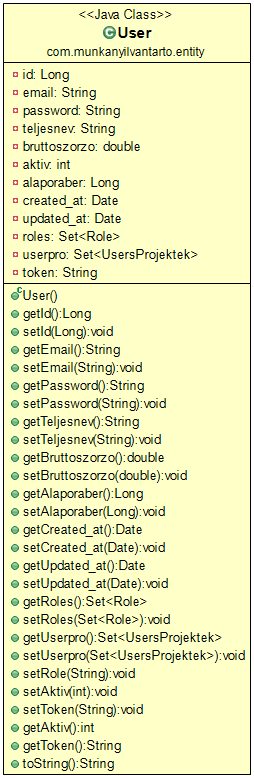 <<Java Class>>
C User
com.munkanyilvantarto.entity
id: Long
email: String
password: String
teljesnev: String
bruttoszorzo: double
aktiv: int
alaporaber: Long
created_at: Date
updated_at: Date
roles: Set<Role>
userpro: Set<UsersProjektek>
token: String
C User()
getId():Long
setId(Long):void
getEmail():String
setEmail(String):void
getPassword():String
setPassword(String):void
getTeljesnev():String
setTeljesnev(String):void
getBruttoszorzo():double
setBruttoszorzo(double):void
getAlaporaber():Long
setAlaporaber(Long):void
getCreated_at():Date
setCreated_at(Date):void
getUpdated_at():Date
setUpdated_at(Date):void
getRoles():Set<Role>
setRoles(Set<Role>):void
getUserpro():Set<UsersProjektek>
setUserpro(Set<UsersProjektek>):void
setRole(String):void
setAktiv(int):void
setToken(String):void
getAktiv():int
getToken():String
toString():String